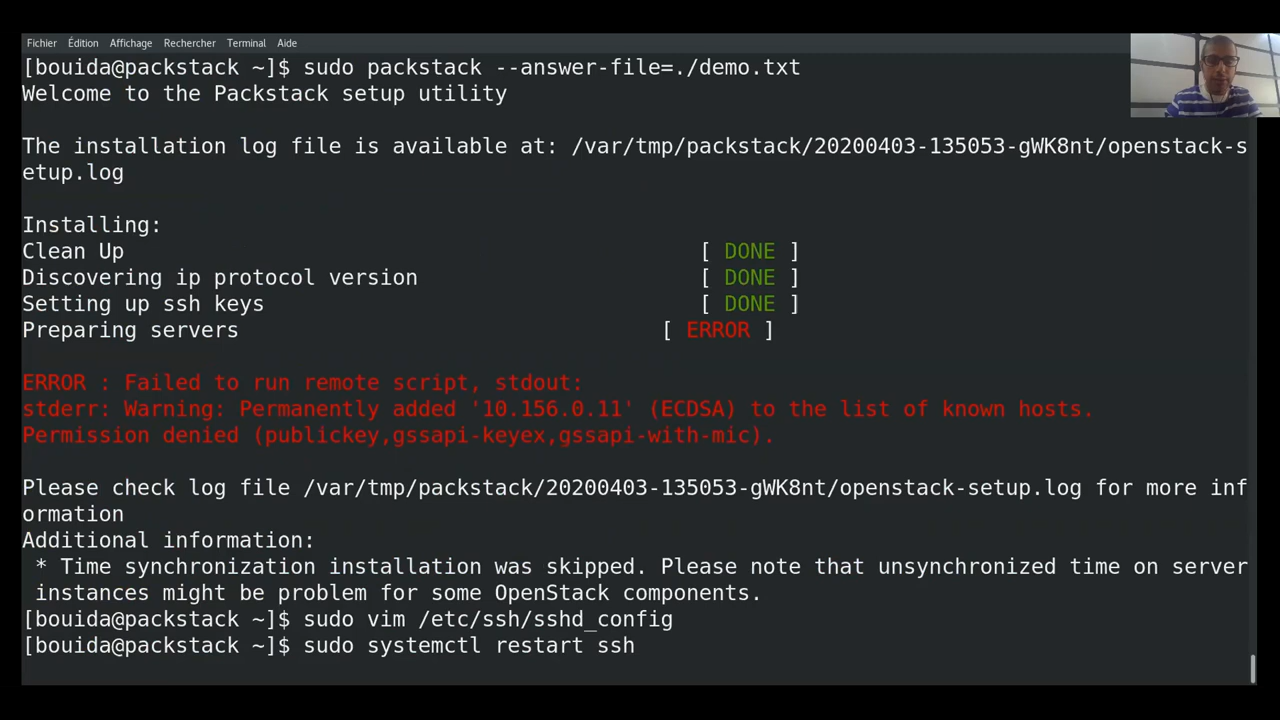 Fichier Édition Affichage Rechercher Terminal Aide
[bouida@packstack ~]$ sudo packstack --answer-file=./demo.txt
Welcome to the Packstack setup utility
The installation log file is available at: /var/tmp/packstack/20200403-135053-gWK8nt/openstack-s
etup.log
Installing:
Clean Up [ DONE ]
Discovering ip protocol version [ DONE ]
Setting up ssh keys [ DONE ]
Preparing servers [ ERROR ]
ERROR : Failed to run remote script, stdout:
stderr: Warning: Permanently added '10.156.0.11' (ECDSA) to the list of known hosts.
Permission denied (publickey,gssapi-keyex,gssapi-with-mic).
Please check log file /var/tmp/packstack/20200403-135053-gWK8nt/openstack-setup.log for more inf
ormation
Additional information:
* Time synchronization installation was skipped. Please note that unsynchronized time on server
instances might be problem for some OpenStack components.
[bouida@packstack ~]$ sudo vim /etc/ssh/sshd_config
[bouida@packstack ~]$ sudo systemctl restart ssh